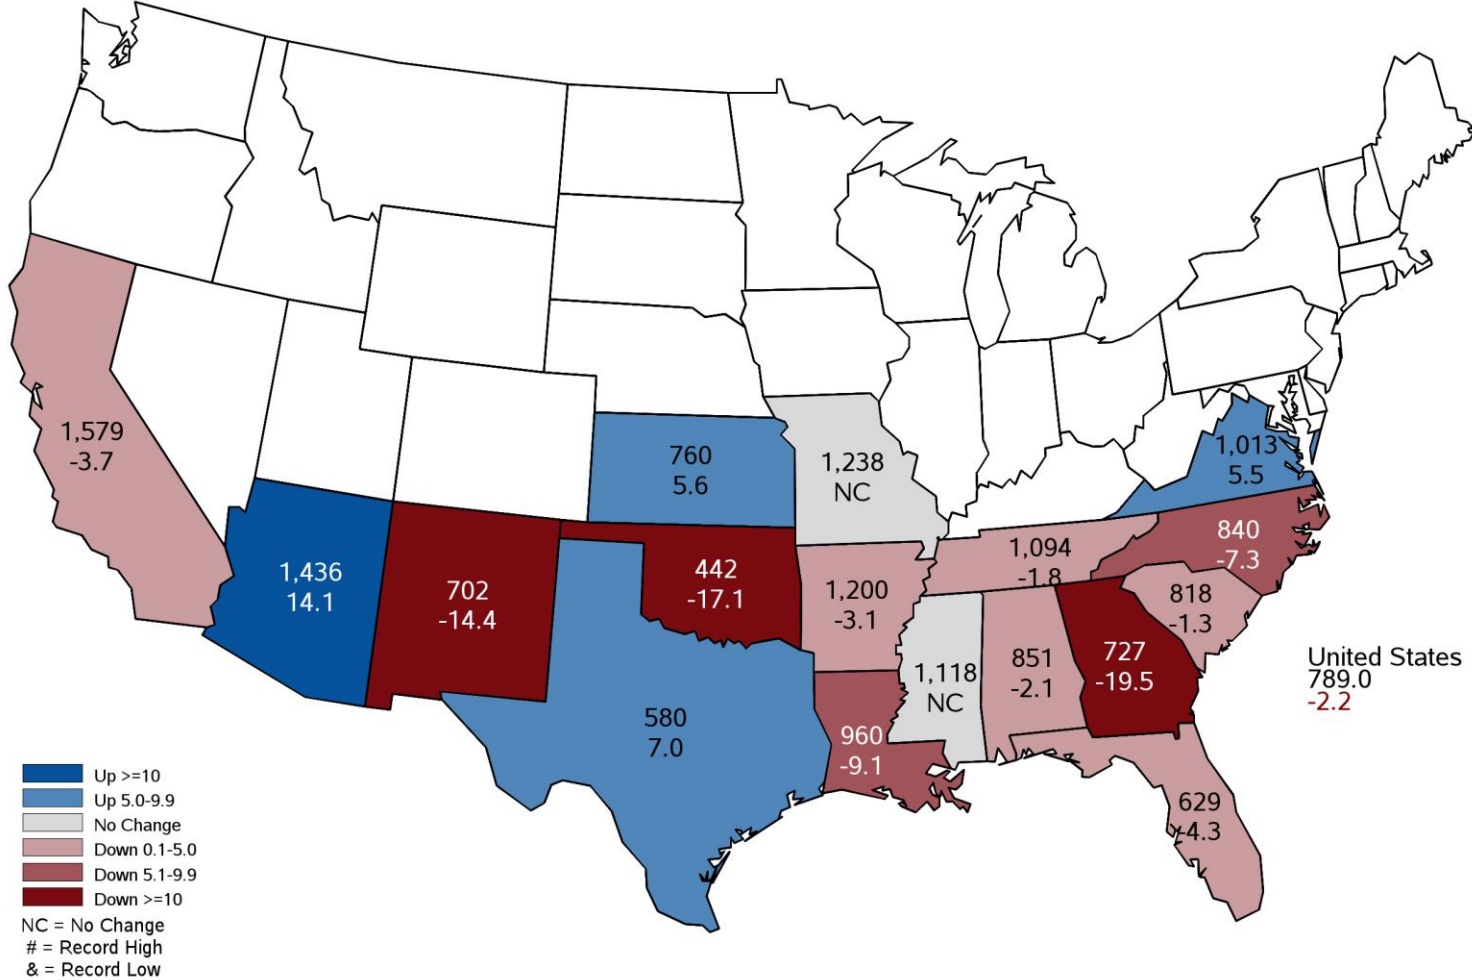 1,579
-3.7
760
5.6
1,238
NC
1,013
5.5
1,436
14.1
702
-14.4
442
-17.1
1,200
-3.1
1,094
-1.8
840
-7.3
818
-1.3
580
7.0
960
-9.1
1,118
NC
851
-2.1
727
-19.5
629
-4.3
United States
789.0
-2.2
Up >=10
Up 5.0-9.9
No Change
Down 0.1-5.0
Down 5.1-9.9
Down >=10
NC = No Change
# = Record High
& = Record Low